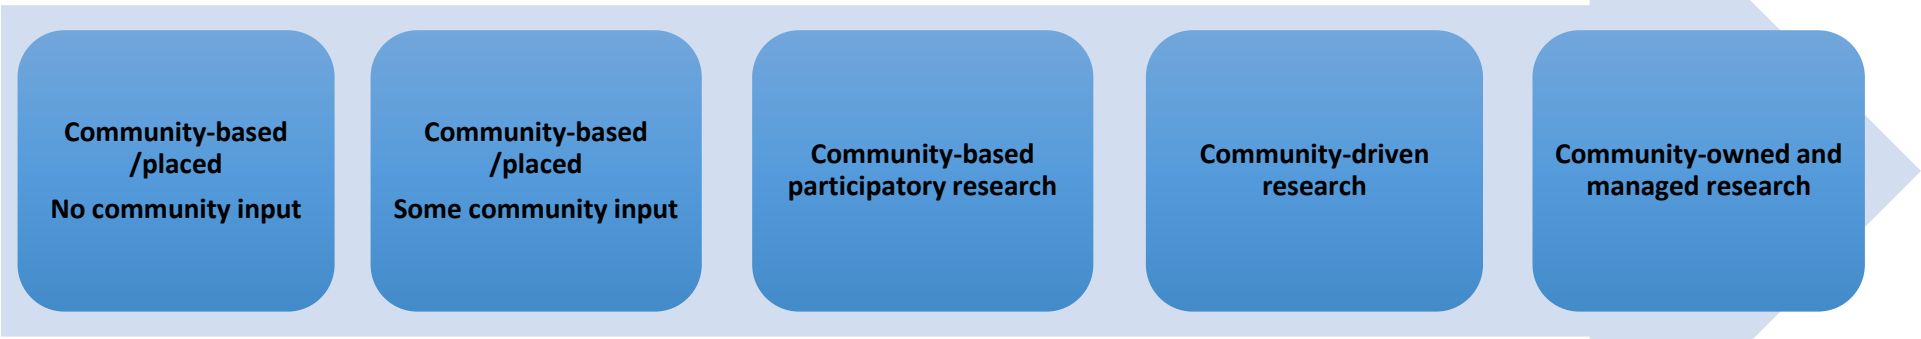 Community-based
/placed
No community input
Community-based
/placed
Some community input
Community-based
participatory research
Community-driven
research
Community-owned and
managed research